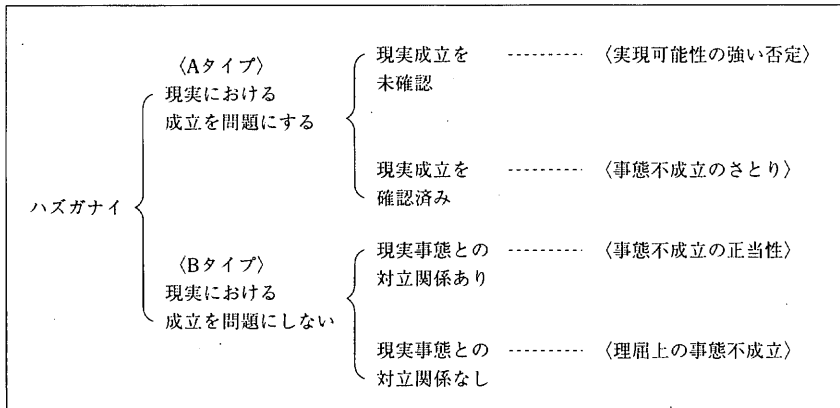 〈Aタイプ〉
現実における
成立を問題にする
現実成立を
未確認
---------
〈実現可能性の強い否定〉
現実成立を
確認済み
---------
〈事態不成立のさとり〉
ハズガナイ
〈Bタイプ〉
現実における
成立を問題にしない
現実事態との
対立関係あり
---------
〈事態不成立の正当性〉
現実事態との
対立関係なし
---------
〈理屈上の事態不成立〉